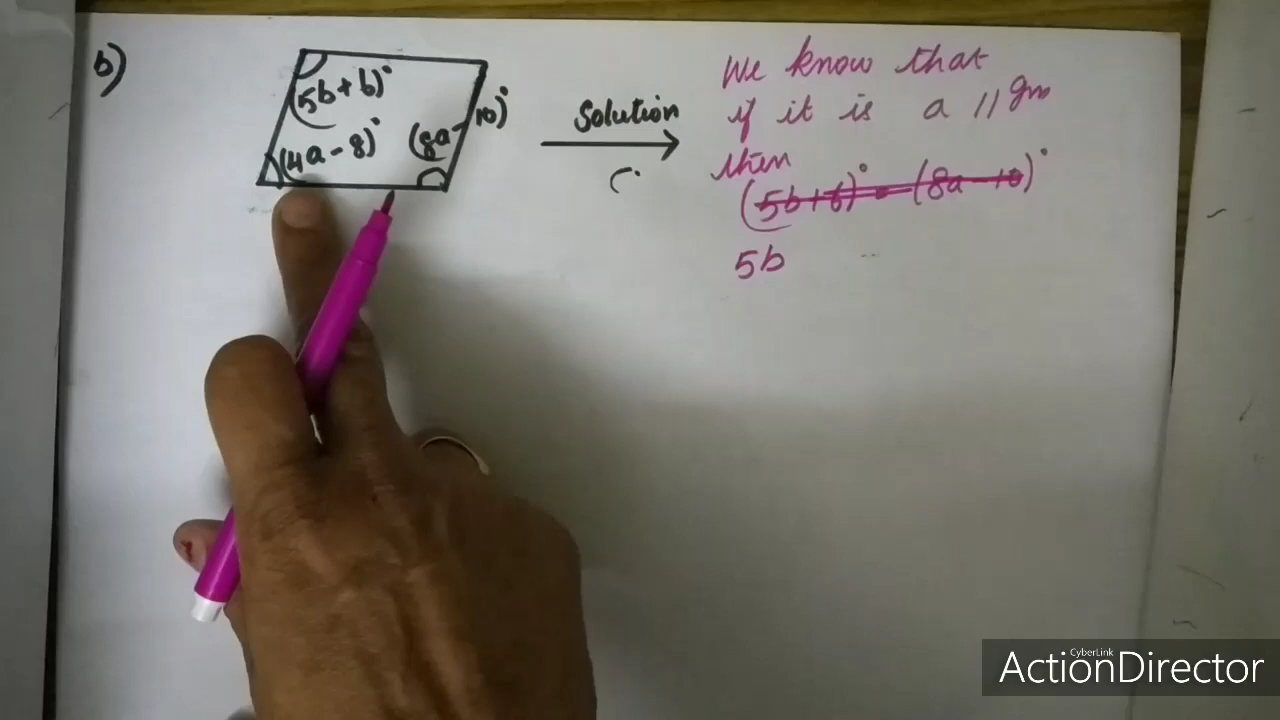 b)
(5b+b)°
(4a-8)°
(8a-10)°
Solution
We know that
if it is a //gm
then
(5b+6)° = (8a-10)°
5b
CyberLink
ActionDirector